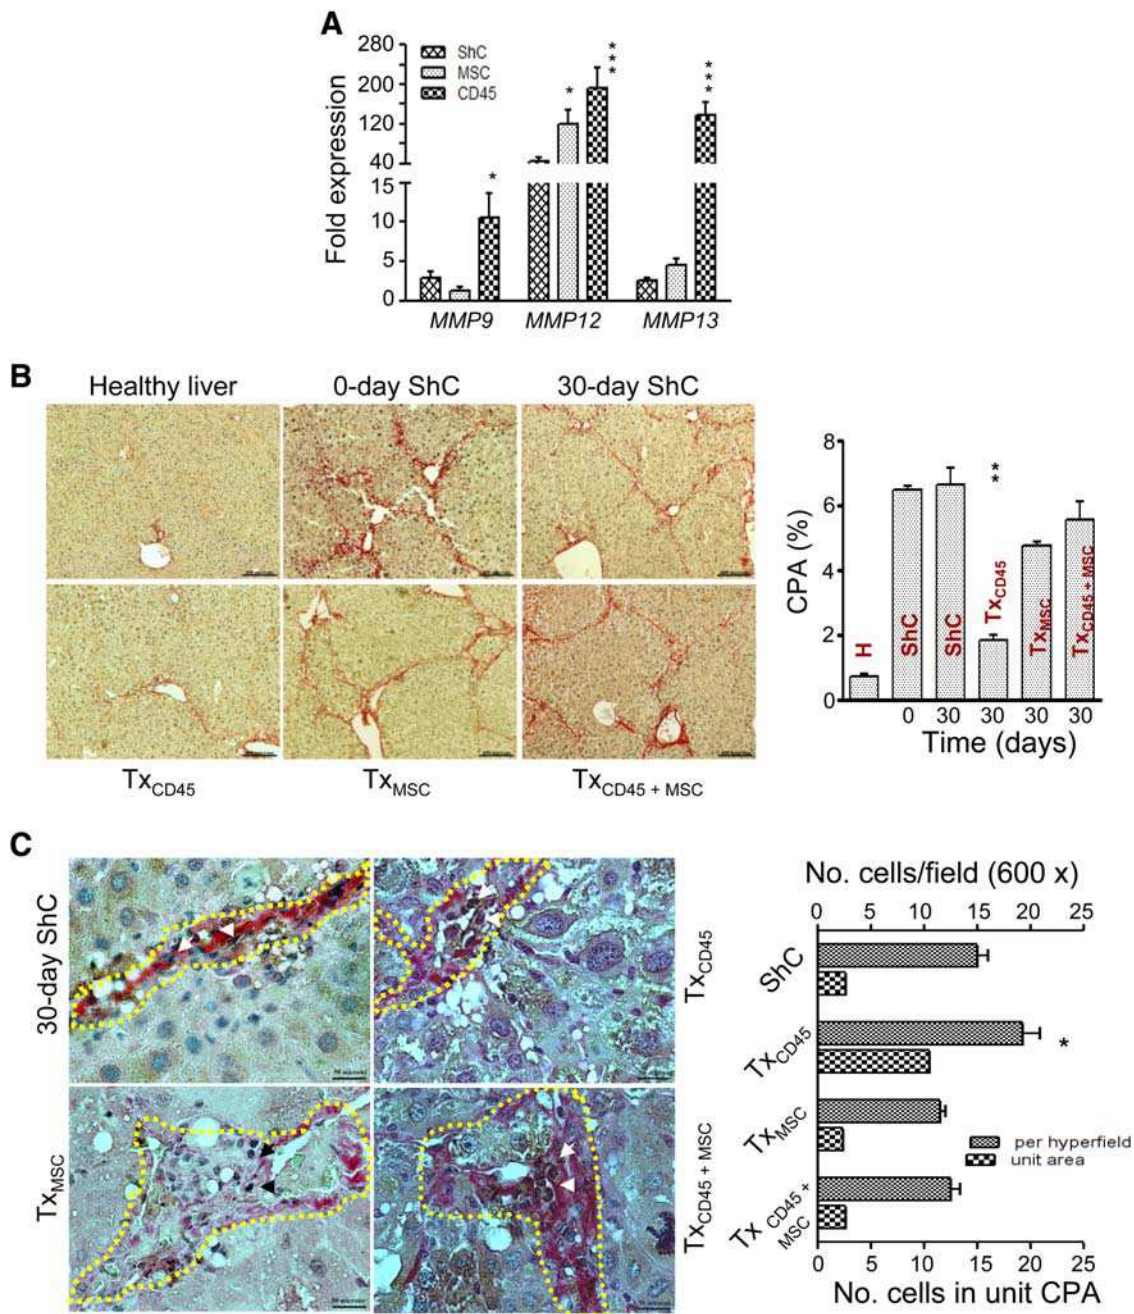 A
280
200
120
40
15
10
5
0
Fold expression
ShC
MSC
CD45
*
*
***
***
MMP9 MMP12 MMP13
B
Healthy liver 0-day ShC 30-day ShC
TxCD45 TxMSC TxCD45 + MSC
8
6
4
2
0
CPA (%)
**
H ShC ShC TxCD45 TxMSC TxCD45 + MSC
0 30 30 30 30
Time (days)
C
30-day ShC
TxCD45
TxMSC
TxCD45 + MSC
No. cells/field (600 x)
0 5 10 15 20 25
ShC
TxCD45
*
TxMSC
per hyperfield
unit area
TxCD45 + MSC
0 5 10 15 20 25
No. cells in unit CPA